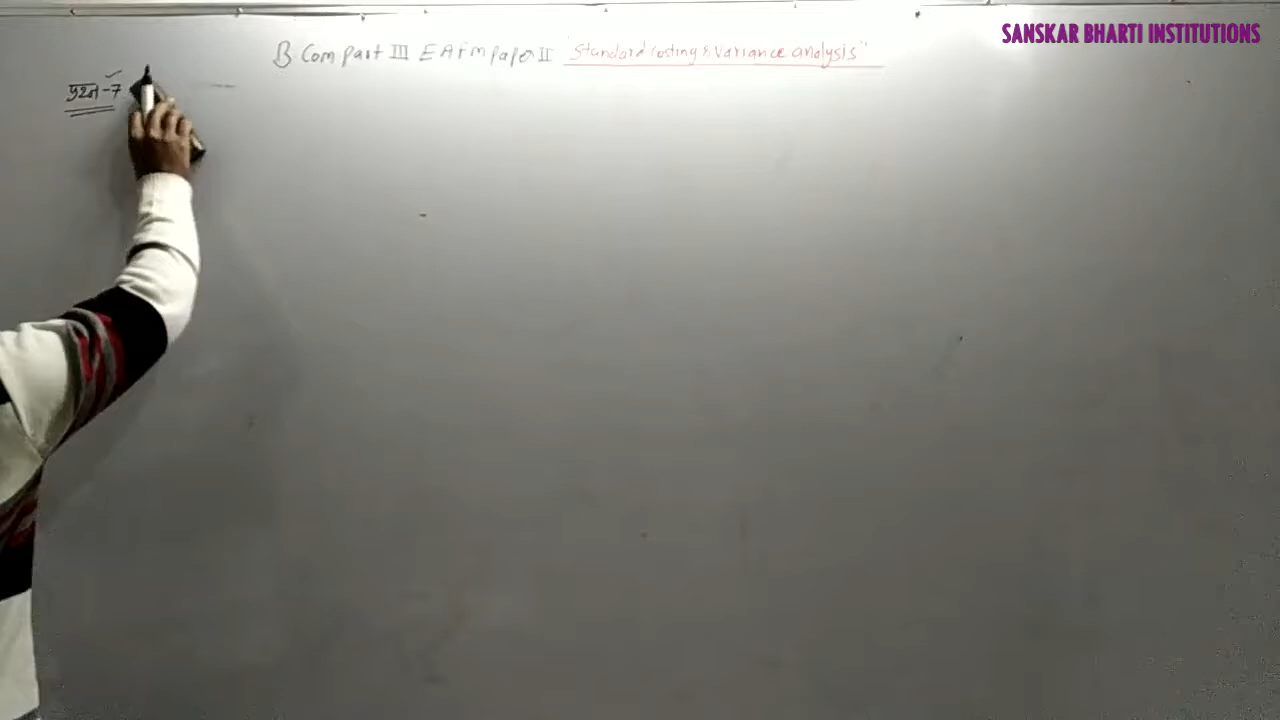 SANSKAR BHARTI INSTITUTIONS
B Com part III EAFM paper II "Standard costing & variance analysis"
प्रश्न-7